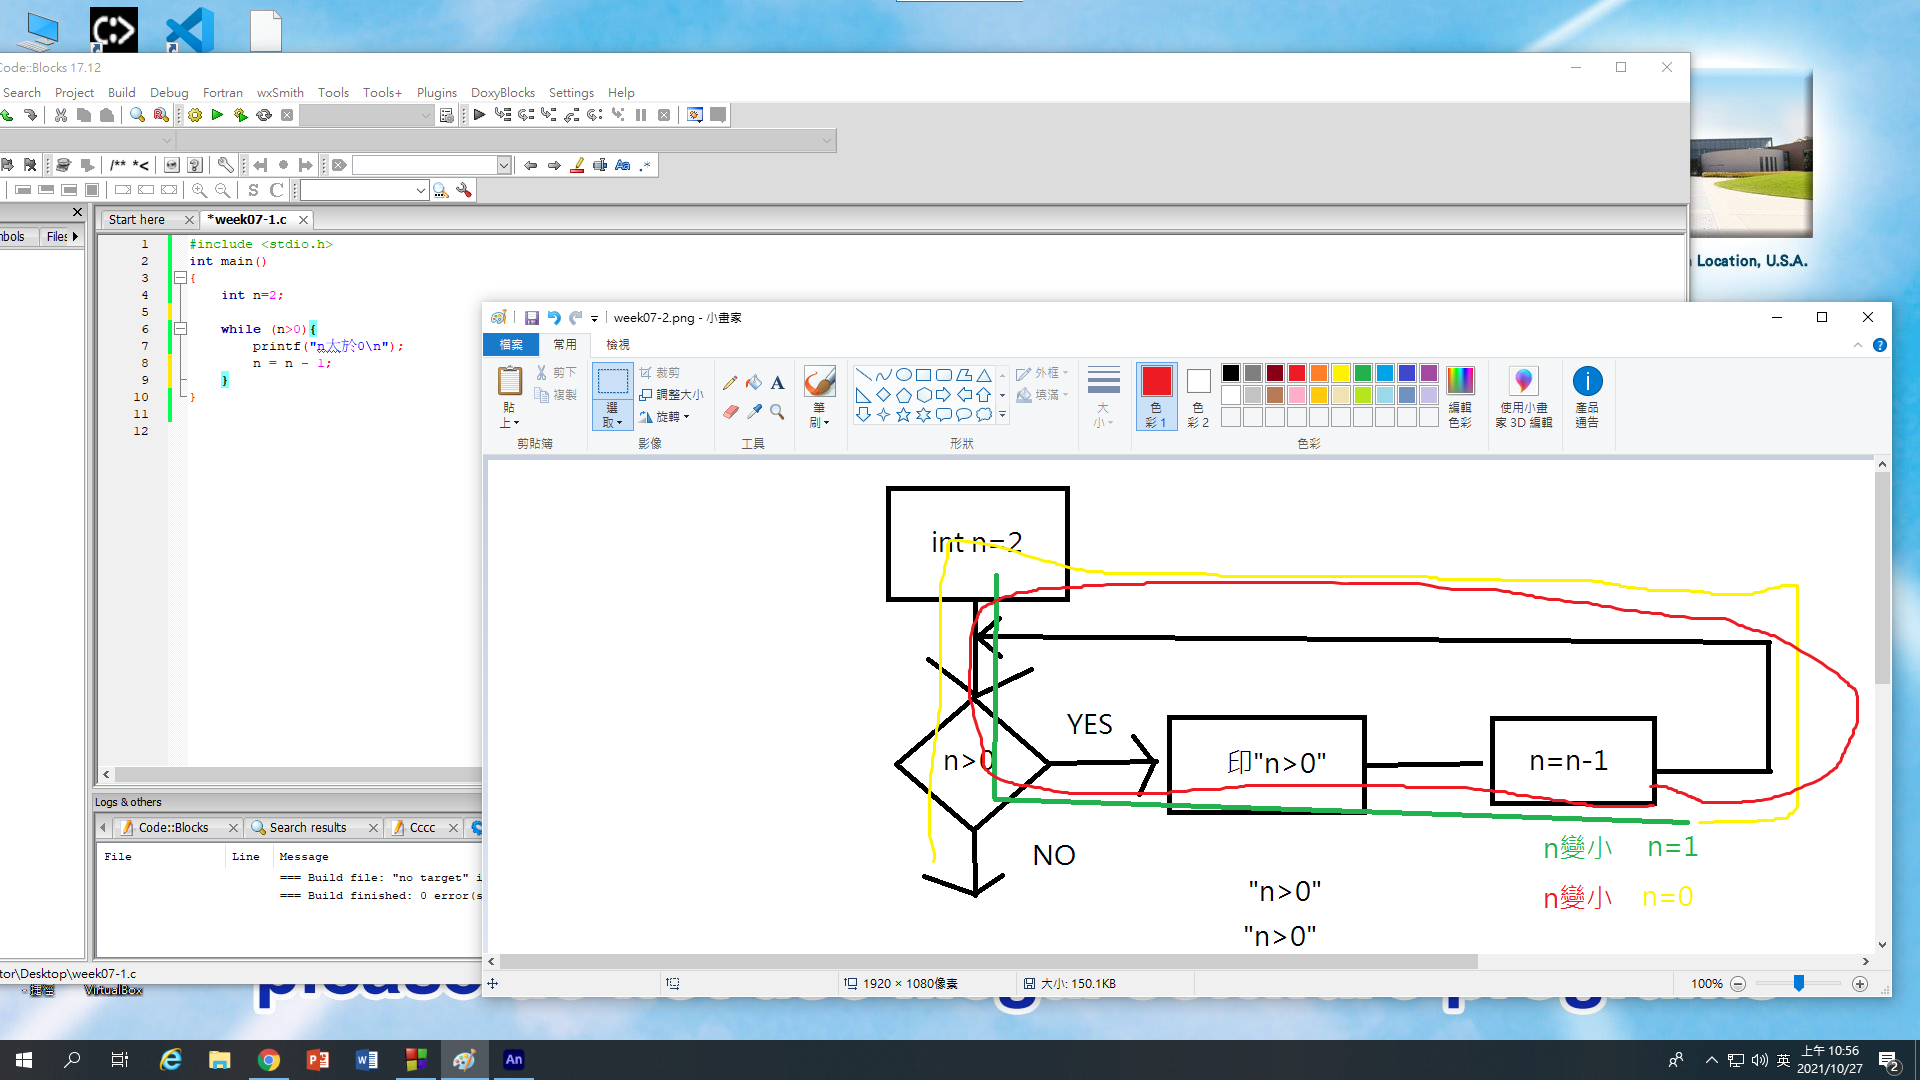 Code::Blocks 17.12
Search Project Build Debug Fortran wxSmith Tools Tools+ Plugins DoxyBlocks Settings Help
/** *<
Aa .*
S C
Start here
*week07-1.c
Files
1 #include <stdio.h>
2 int main()
3 {
4 int n=2;
5
6 while (n>0){
7 printf("n大於0\n");
8 n = n - 1;
9 }
10 }
11
12
Location, U.S.A.
week07-2.png - 小畫家
檔案 常用 檢視
貼上
剪下
複製
剪貼簿
選取
裁剪
調整大小
旋轉
影像
A
工具
筆刷
外框
填滿
形狀
大小
色彩 1
色彩 2
編輯色彩
色彩
使用小畫家 3D 編輯
產品通告
int n=2
YES
n>0
印"n>0"
n=n-1
NO
n變小 n=1
"n>0"
n變小 n=0
"n>0"
Logs & others
Code::Blocks
Search results
Cccc
File Line Message
=== Build file: "no target" i
=== Build finished: 0 error(s
tor\Desktop\week07-1.c
1920 × 1080像素
大小: 150.1KB
100%
捷徑
VirtualBox
please
An
英
上午 10:56
2021/10/27
2